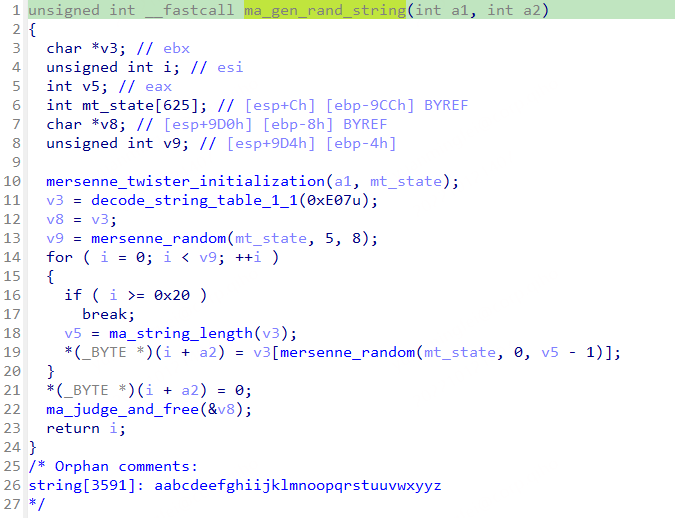 1 unsigned int __fastcall ma_gen_rand_string(int a1, int a2)
2 {
3   char *v3; // ebx
4   unsigned int i; // esi
5   int v5; // eax
6   int mt_state[625]; // [esp+Ch] [ebp-9CCh] BYREF
7   char *v8; // [esp+9D0h] [ebp-8h] BYREF
8   unsigned int v9; // [esp+9D4h] [ebp-4h]
9
10   mersenne_twister_initialization(a1, mt_state);
11   v3 = decode_string_table_1_1(0xE07u);
12   v8 = v3;
13   v9 = mersenne_random(mt_state, 5, 8);
14   for ( i = 0; i < v9; ++i )
15   {
16     if ( i >= 0x20 )
17       break;
18     v5 = ma_string_length(v3);
19     *(_BYTE *)(i + a2) = v3[mersenne_random(mt_state, 0, v5 - 1)];
20   }
21   *(_BYTE *)(i + a2) = 0;
22   ma_judge_and_free(&v8);
23   return i;
24 }
25 /* Orphan comments:
26 string[3591]: aabcdeefghiijklmnoopqrstuuvwxyyz
27 */